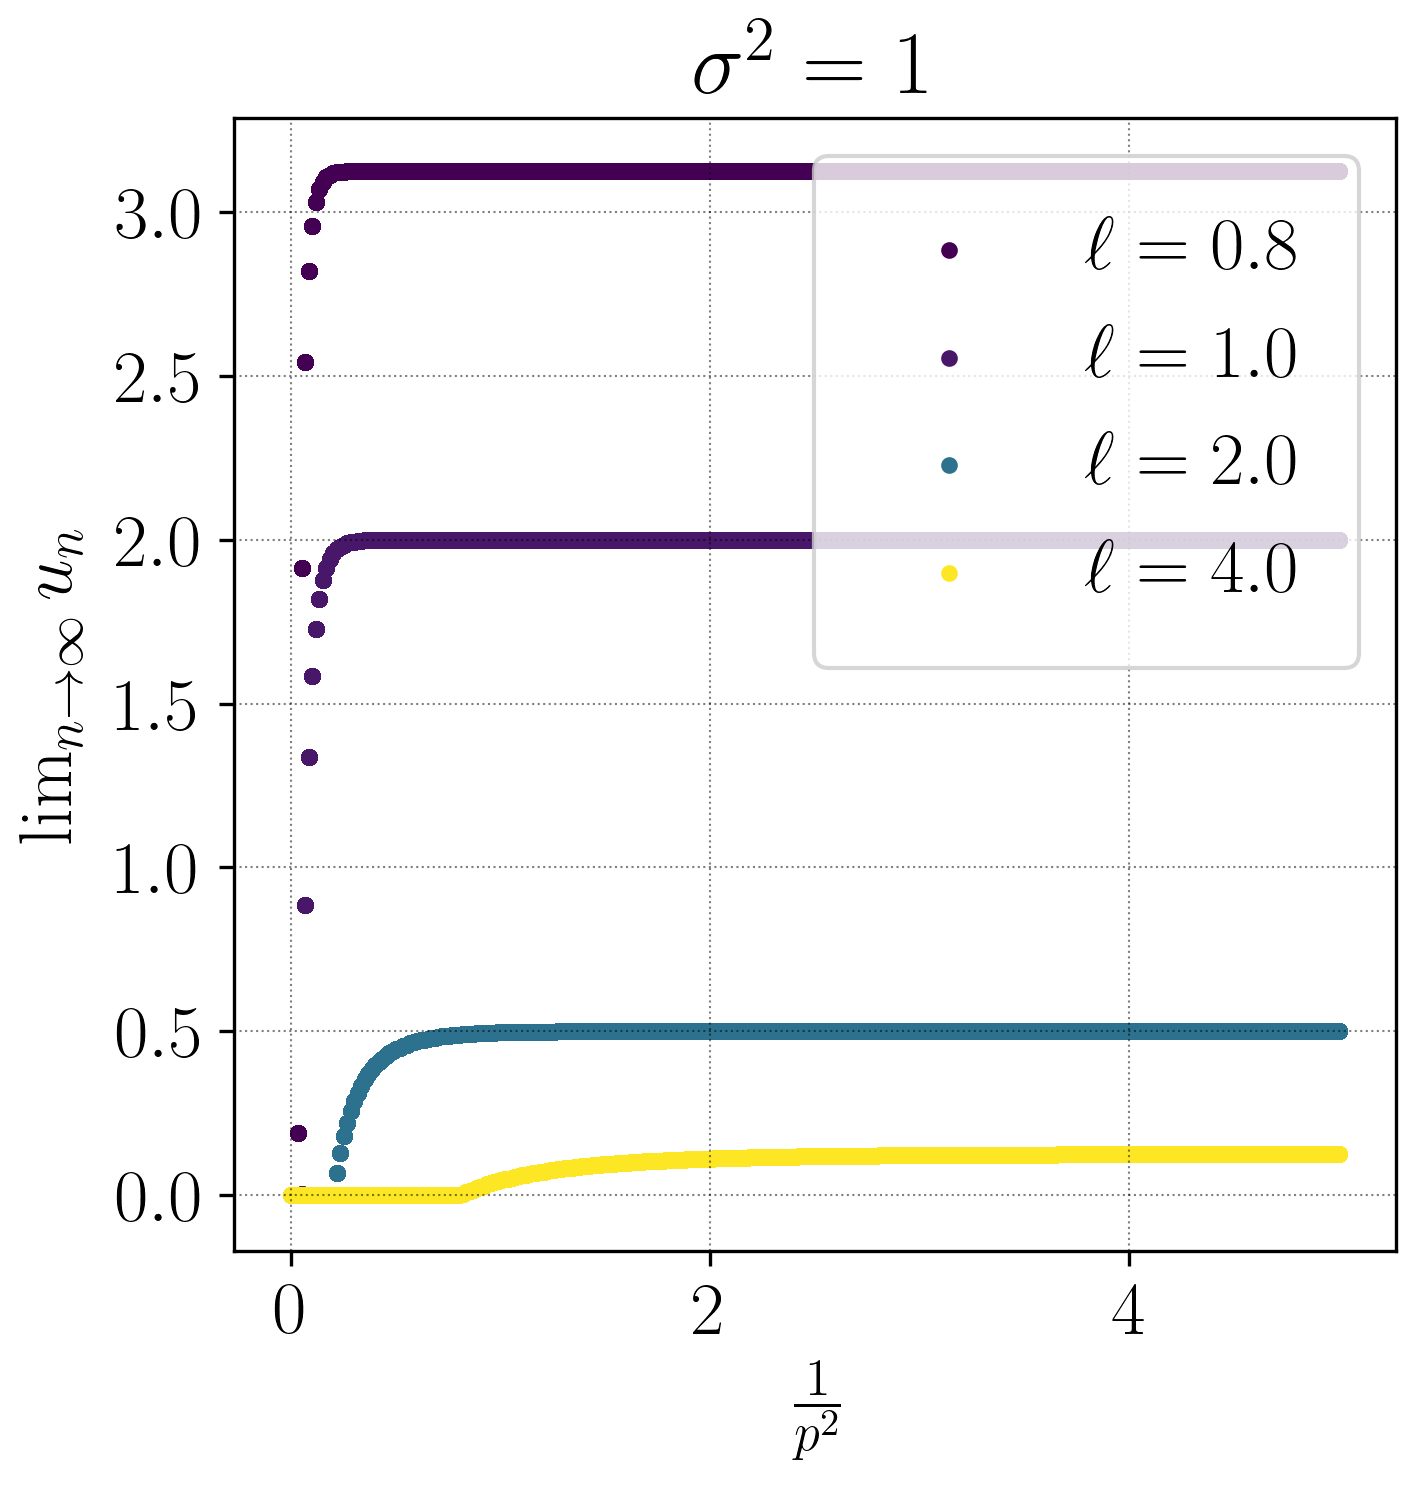 σ² = 1
lim_{n→∞} u_n
3.0
2.5
2.0
1.5
1.0
0.5
0.0
ℓ = 0.8
ℓ = 1.0
ℓ = 2.0
ℓ = 4.0
0 2 4
1/p²